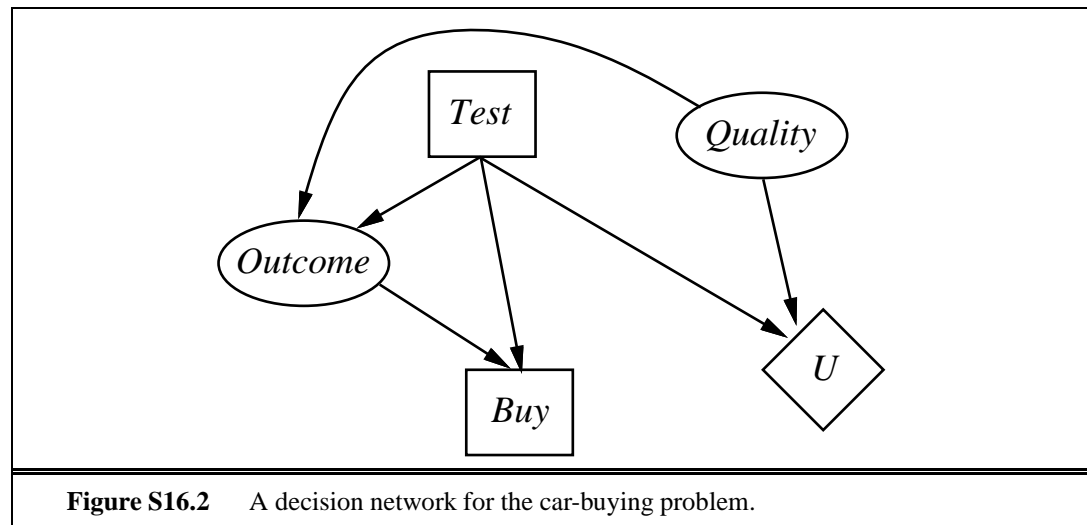 Test
Quality
Outcome
U
Buy
Figure S16.2 A decision network for the car-buying problem.